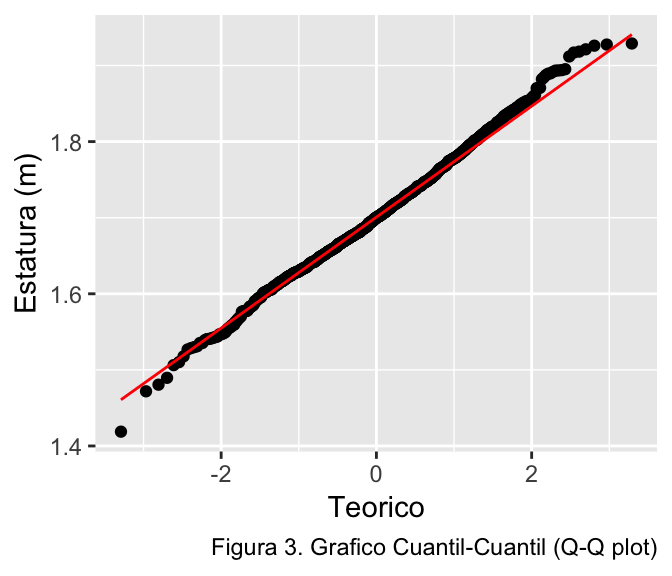 Estatura (m)
1.8
1.6
1.4
-2 0 2
Teorico
Figura 3. Grafico Cuantil-Cuantil (Q-Q plot)